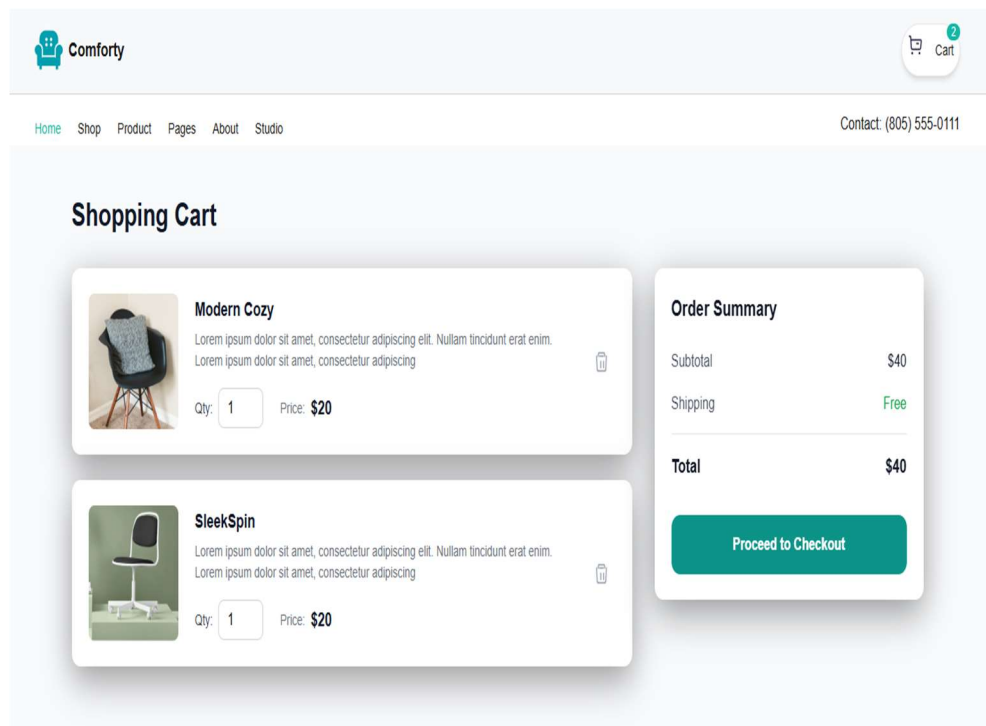 Comforty
2
Cart
Home Shop Product Pages About Studio
Contact: (805) 555-0111
Shopping Cart
Modern Cozy
Lorem ipsum dolor sit amet, consectetur adipiscing elit. Nullam tincidunt erat enim.
Lorem ipsum dolor sit amet, consectetur adipiscing
Qty: 1 Price: $20
SleekSpin
Lorem ipsum dolor sit amet, consectetur adipiscing elit. Nullam tincidunt erat enim.
Lorem ipsum dolor sit amet, consectetur adipiscing
Qty: 1 Price: $20
Order Summary
Subtotal $40
Shipping Free
Total $40
Proceed to Checkout